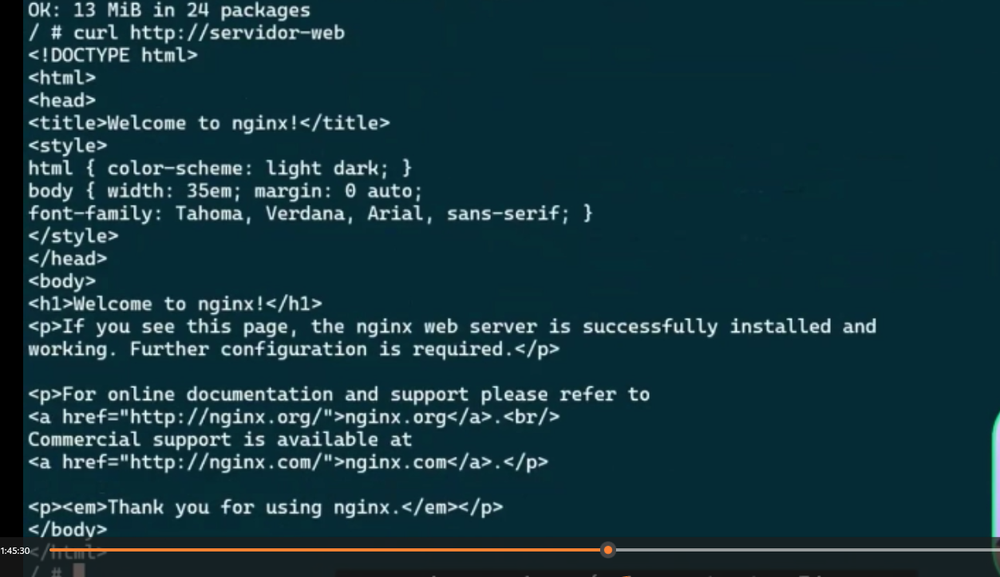 OK: 13 MiB in 24 packages
/ # curl http://servidor-web
<!DOCTYPE html>
<html>
<head>
<title>Welcome to nginx!</title>
<style>
html { color-scheme: light dark; }
body { width: 35em; margin: 0 auto;
font-family: Tahoma, Verdana, Arial, sans-serif; }
</style>
</head>
<body>
<h1>Welcome to nginx!</h1>
<p>If you see this page, the nginx web server is successfully installed and
working. Further configuration is required.</p>

<p>For online documentation and support please refer to
<a href="http://nginx.org/">nginx.org</a>.<br/>
Commercial support is available at
<a href="http://nginx.com/">nginx.com</a>.</p>

<p><em>Thank you for using nginx.</em></p>
</body>
1:45:30
</html>
/ #